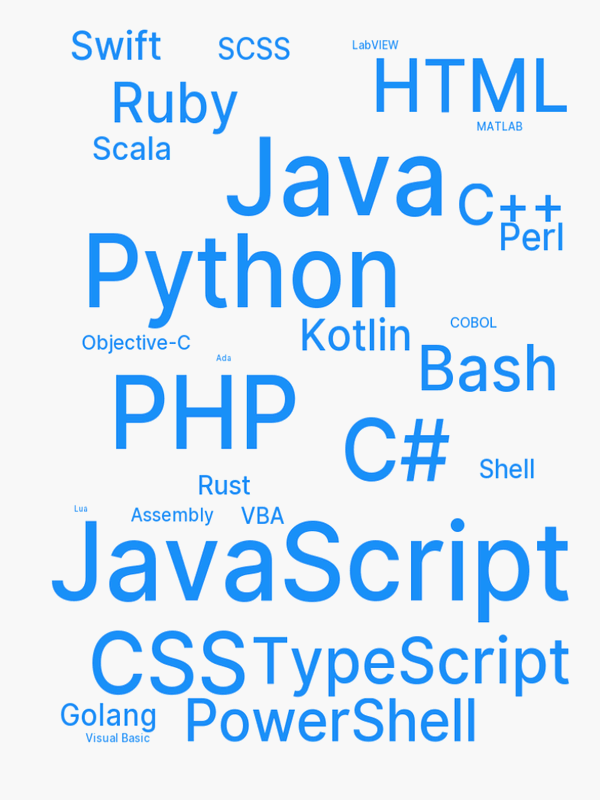 Swift
SCSS
LabVIEW
HTML
Ruby
MATLAB
Scala
Java
C++
Perl
Python
COBOL
Kotlin
Objective-C
Ada
Bash
PHP
C#
Shell
Rust
Lua
Assembly
VBA
JavaScript
CSS
TypeScript
Golang
PowerShell
Visual Basic